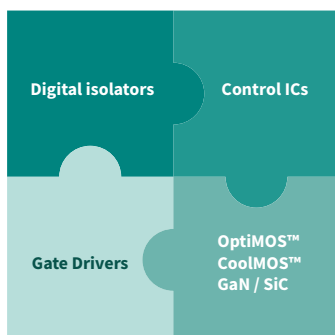 Digital isolators
Control ICs
Gate Drivers
OptiMOS™
CoolMOS™
GaN / SiC